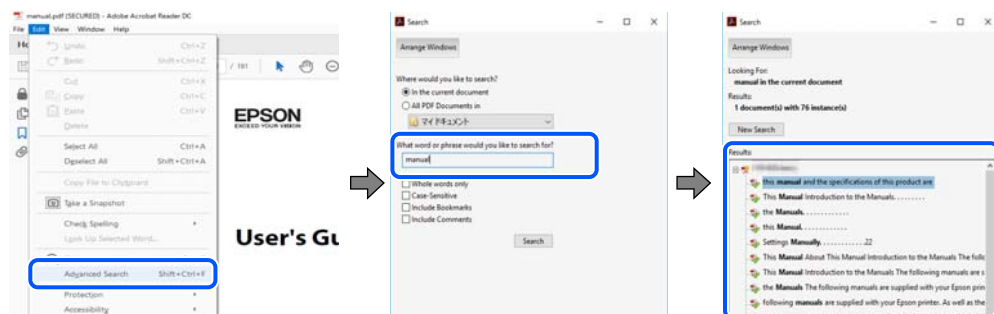 manual.pdf (SECURED) - Adobe Acrobat Reader DC
File Edit View Window Help
Undo Ctrl+Z
Redo Shift+Ctrl+Z
Cut Ctrl+X
Copy Ctrl+C
Paste Ctrl+V
Delete
Select All Ctrl+A
Deselect All Shift+Ctrl+A
Copy File to Clipboard
Take a Snapshot
Check Spelling
Look Up Selected Word...
Advanced Search Shift+Ctrl+F
Protection
Accessibility
/ 181
EPSON
EXCEED YOUR VISION
User's Gu
Search
Arrange Windows
Where would you like to search?
In the current document
All PDF Documents in
マイ ドキュメント
What word or phrase would you like to search for?
manual
Whole words only
Case-Sensitive
Include Bookmarks
Include Comments
Search
Search
Arrange Windows
Looking For:
manual in the current document
Results:
1 document(s) with 76 instance(s)
New Search
Results:
this manual and the specifications of this product are
This Manual Introduction to the Manuals. . . . . . . . .
the Manuals. . . . . . . . . . . . .
this Manual. . . . . . . . . . . . .
Settings Manually. . . . . . . . . . . . .22
This Manual About This Manual Introduction to the Manuals The follo
This Manual Introduction to the Manuals The following manuals are s
the Manuals The following manuals are supplied with your Epson prin
following manuals are supplied with your Epson printer. As well as the